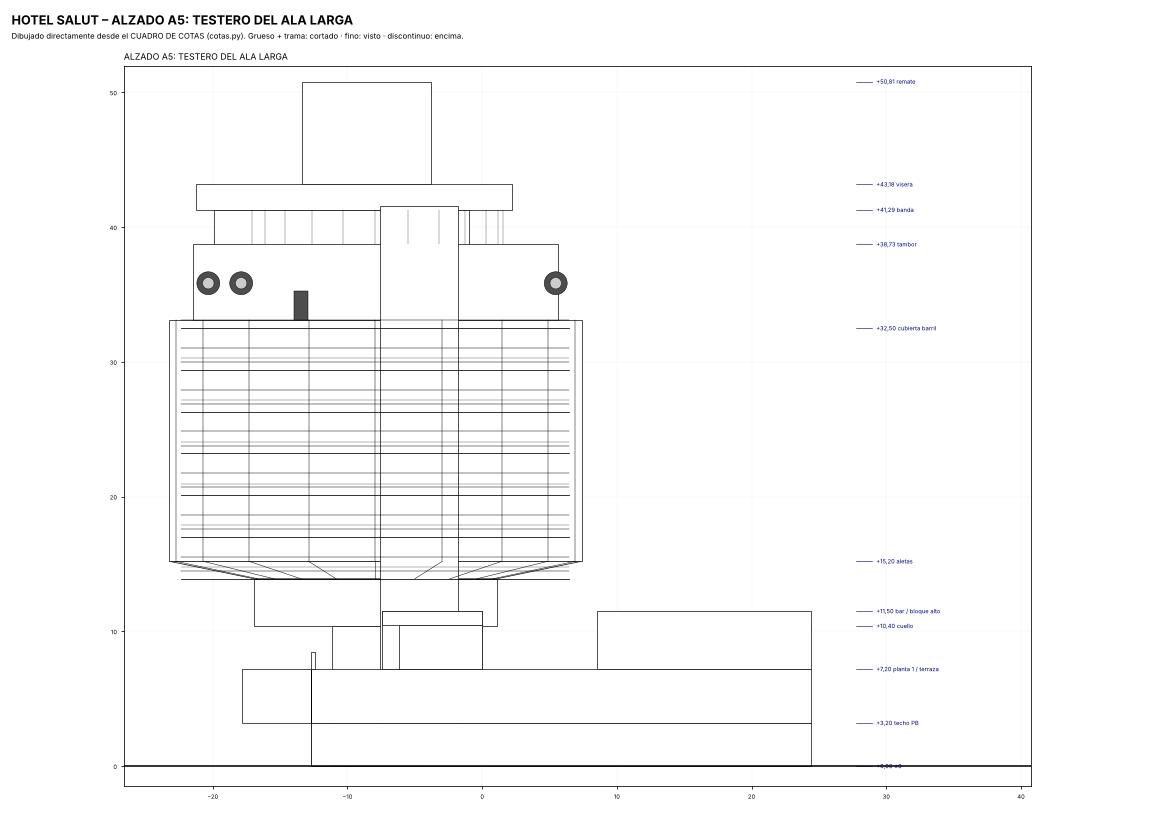 HOTEL SALUT – ALZADO A5: TESTERO DEL ALA LARGA
Dibujado directamente desde el CUADRO DE COTAS (cotas.py). Grueso + trama: cortado · fino: visto · discontinuo: encima.
ALZADO A5: TESTERO DEL ALA LARGA
50
+50,81 remate
+43,18 visera
40
+41,29 banda
+38,73 tambor
+32,50 cubierta barril
30
20
+15,20 aletas
+11,50 bar / bloque alto
10
+10,40 cuello
+7,20 planta 1 / terraza
+3,20 techo PB
0
−20 −10 0 10 20 30 40